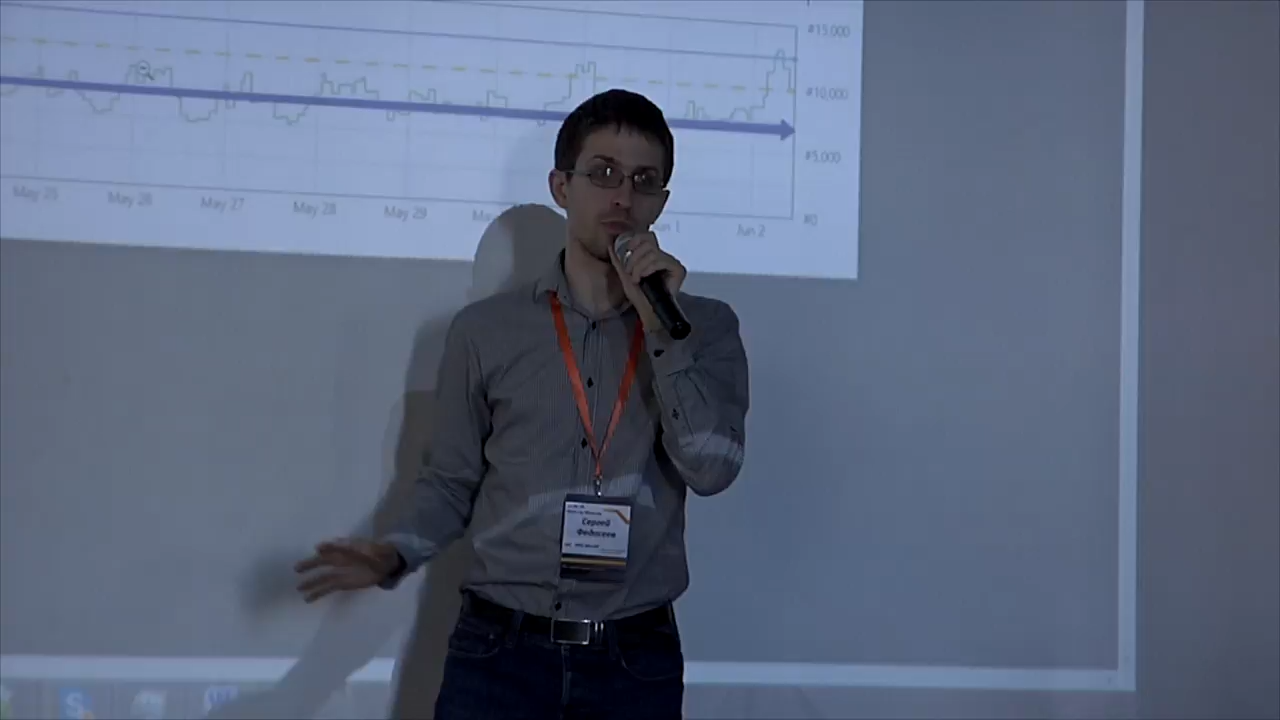 #15,000
#10,000
#5,000
#0
May 25
May 26
May 27
May 28
May 29
Jun 1
Jun 2
Сергей
Федосеев